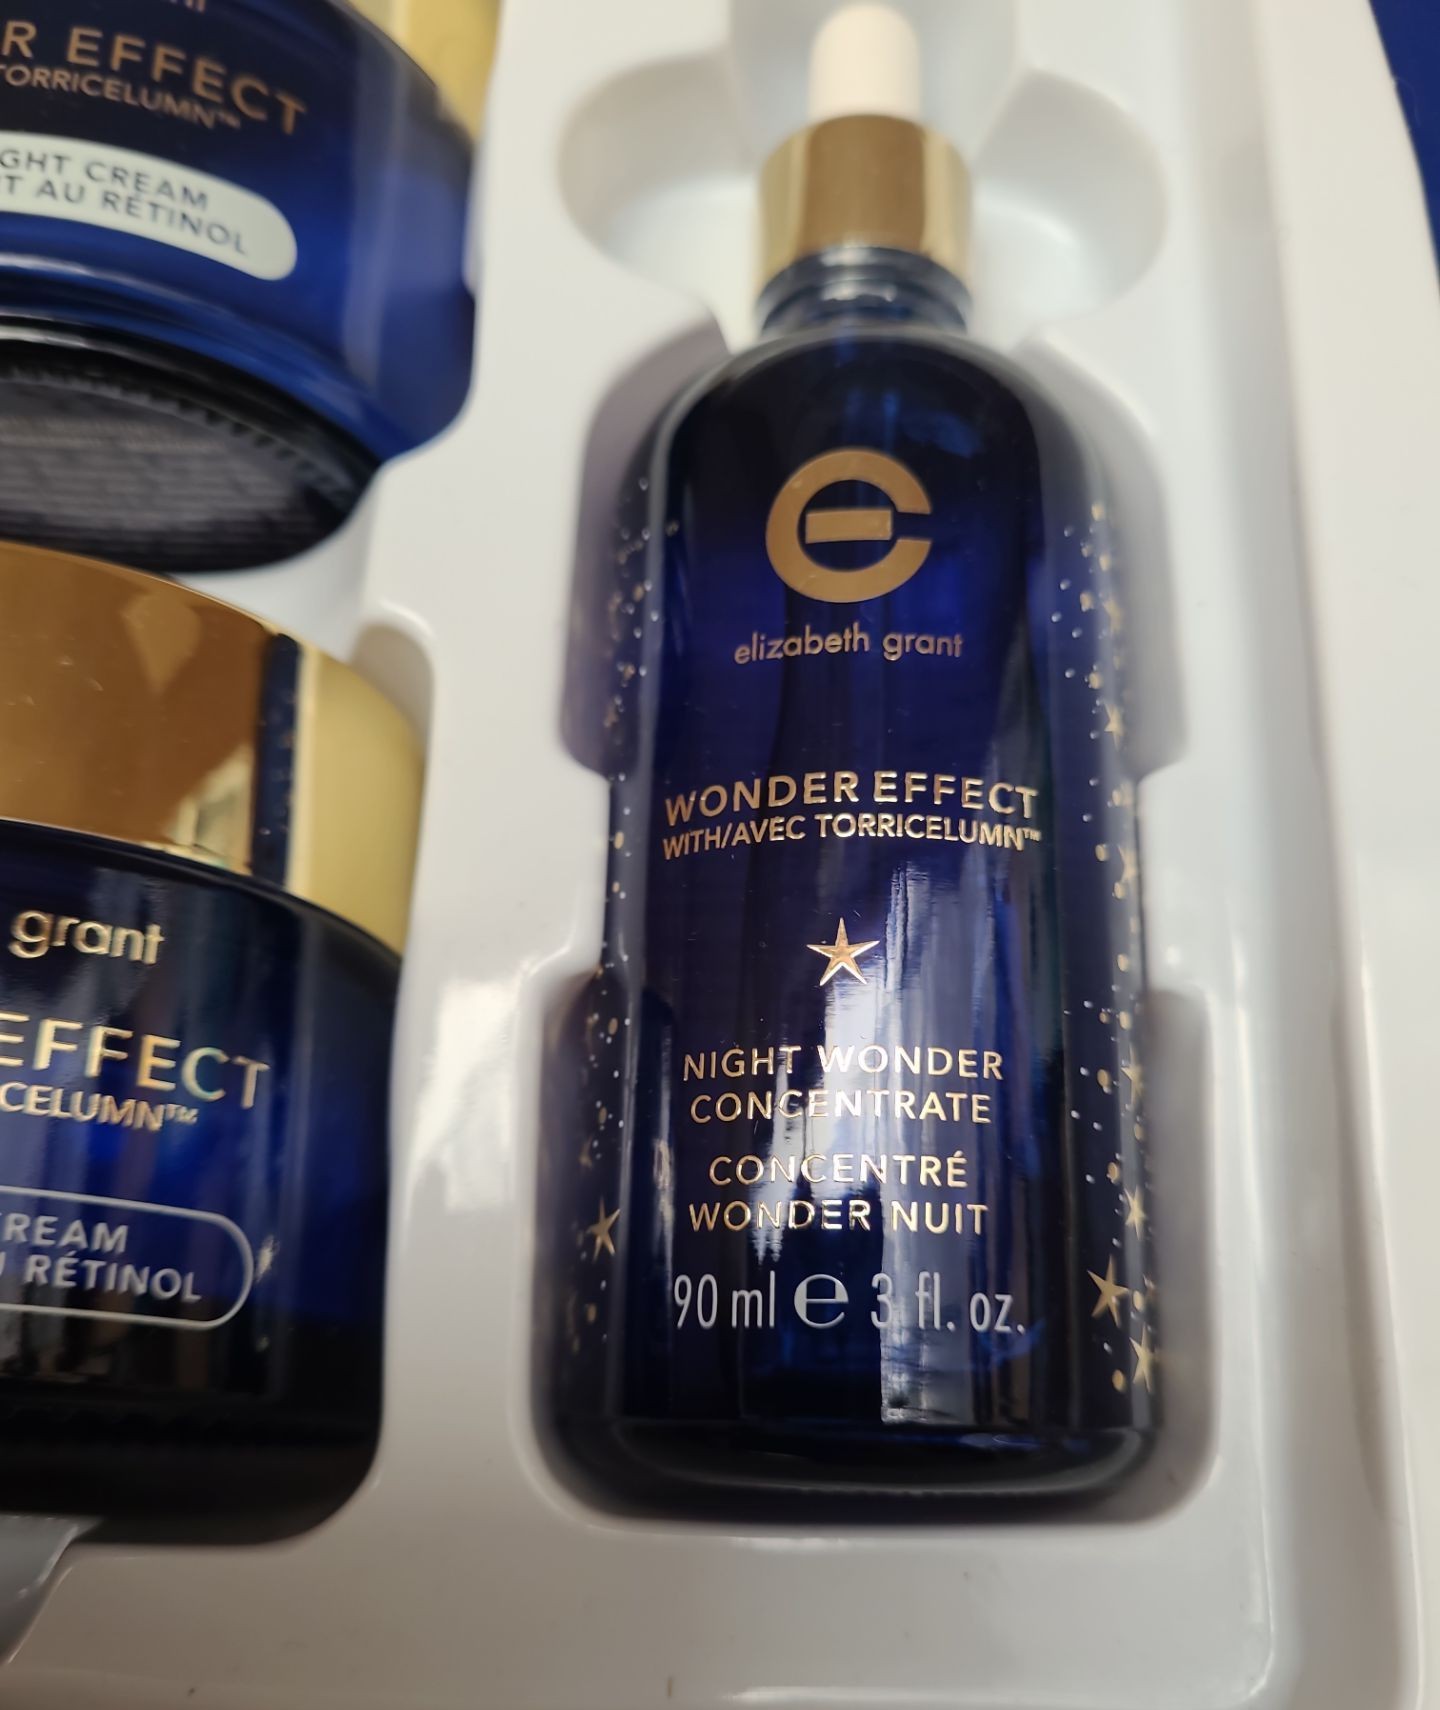 R EFFECT
TORRICELUMN™
GHT CREAM
T AU RÉTINOL
grant
EFFECT
CELUMN™
REAM
RÉTINOL
elizabeth grant
WONDER EFFECT
WITH/AVEC TORRICELUMN™
NIGHT WONDER
CONCENTRATE
CONCENTRÉ
WONDER NUIT
90 ml ℮ 3 fl. oz.